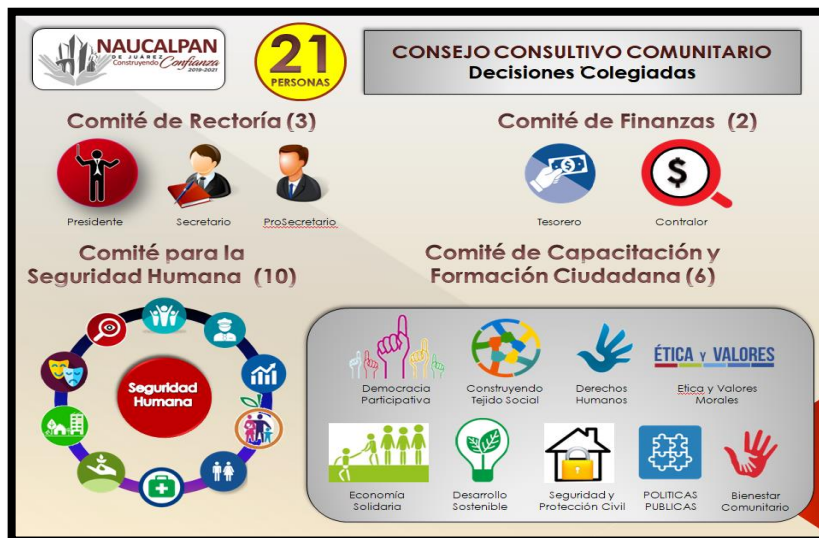 NAUCALPAN
DE JUÁREZ
Construyendo Confianza
2019-2021
21
PERSONAS
CONSEJO CONSULTIVO COMUNITARIO
Decisiones Colegiadas
Comité de Rectoría (3)
Presidente
Secretario
ProSecretario
Comité de Finanzas (2)
$
Tesorero
Contralor
Comité para la
Seguridad Humana (10)
Seguridad
Humana
Comité de Capacitación y
Formación Ciudadana (6)
Democracia
Participativa
Construyendo
Tejido Social
Derechos
Humanos
ÉTICA Y VALORES
Etica y Valores
Morales
Economía
Solidaria
Desarrollo
Sostenible
Seguridad y
Protección Civil
POLITICAS
PUBLICAS
Bienestar
Comunitario